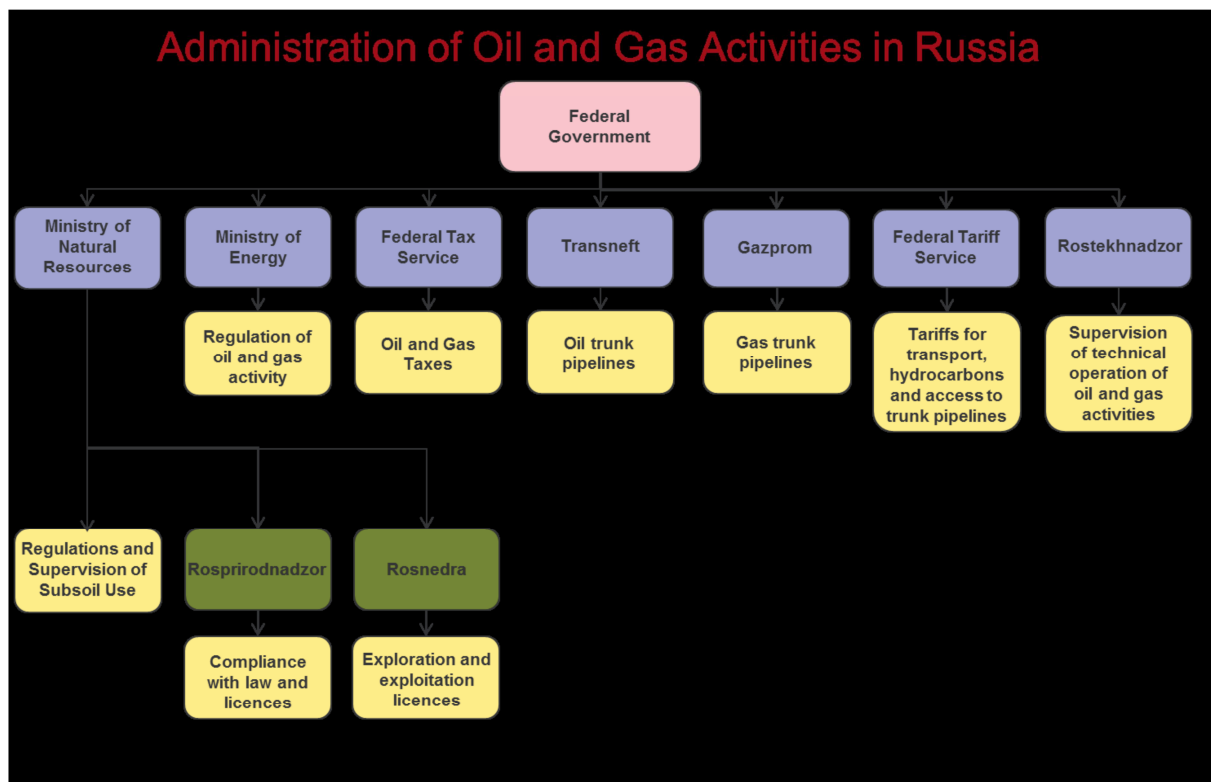 Administration of Oil and Gas Activities in Russia
Federal
Government
Ministry of
Natural
Resources
Ministry of
Energy
Federal Tax
Service
Transneft
Gazprom
Federal Tariff
Service
Rostekhnadzor
Regulation of
oil and gas
activity
Oil and Gas
Taxes
Oil trunk
pipelines
Gas trunk
pipelines
Tariffs for
transport,
hydrocarbons
and access to
trunk pipelines
Supervision
of technical
operation of
oil and gas
activities
Regulations and
Supervision of
Subsoil Use
Rosprirodnadzor
Rosnedra
Compliance
with law and
licences
Exploration and
exploitation
licences